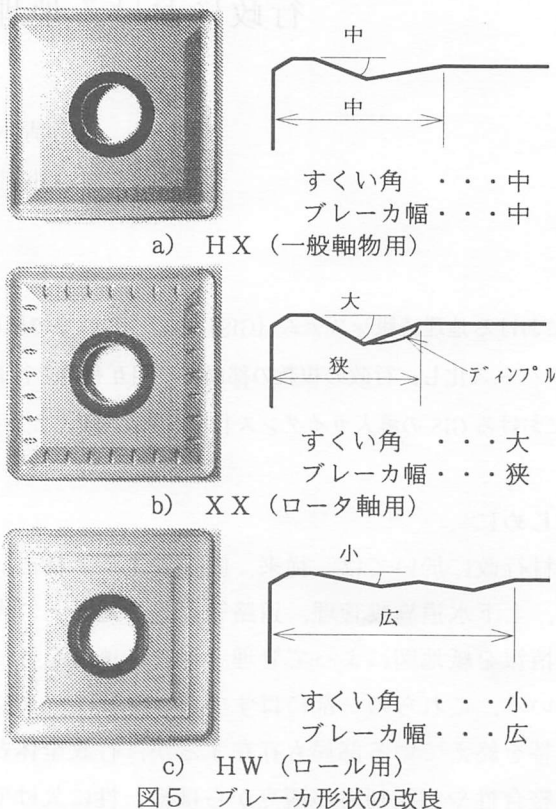 中
中
すくい角 ・・・中
ブレーカ幅・・・中
a) HX（一般軸物用）
大
狭
ディンプル
すくい角 ・・・大
ブレーカ幅・・・狭
b) XX（ロータ軸用）
小
広
すくい角 ・・・小
ブレーカ幅・・・広
c) HW（ロール用）
図5 ブレーカ形状の改良